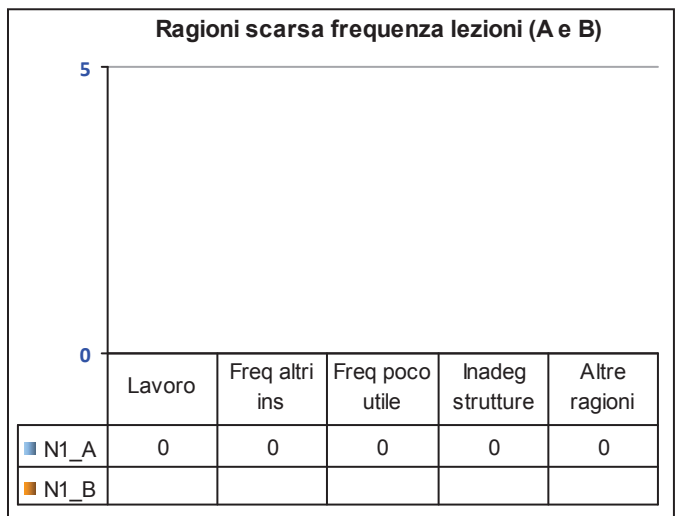 Ragioni scarsa frequenza lezioni (A e B)
5
0
Lavoro Freq altri ins Freq poco utile Inadeg strutture Altre ragioni
N1_A 0 0 0 0 0
N1_B